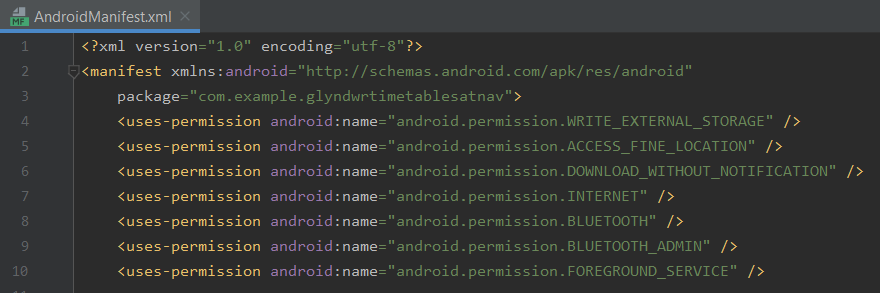 AndroidManifest.xml
1 <?xml version="1.0" encoding="utf-8"?>
2 <manifest xmlns:android="http://schemas.android.com/apk/res/android"
3 package="com.example.glyndwrtimetablesatnav">
4 <uses-permission android:name="android.permission.WRITE_EXTERNAL_STORAGE" />
5 <uses-permission android:name="android.permission.ACCESS_FINE_LOCATION" />
6 <uses-permission android:name="android.permission.DOWNLOAD_WITHOUT_NOTIFICATION" />
7 <uses-permission android:name="android.permission.INTERNET" />
8 <uses-permission android:name="android.permission.BLUETOOTH" />
9 <uses-permission android:name="android.permission.BLUETOOTH_ADMIN" />
10 <uses-permission android:name="android.permission.FOREGROUND_SERVICE" />